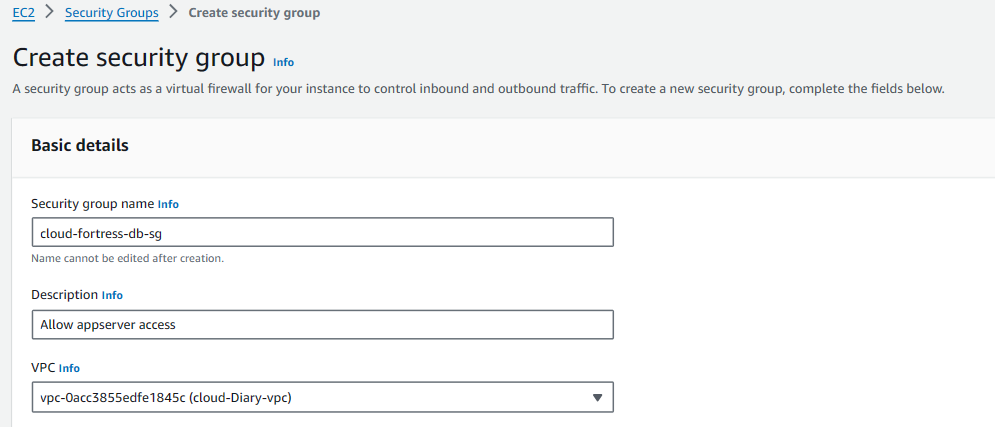 EC2 > Security Groups > Create security group
Create security group Info
A security group acts as a virtual firewall for your instance to control inbound and outbound traffic. To create a new security group, complete the fields below.
Basic details
Security group name Info
cloud-fortress-db-sg
Name cannot be edited after creation.
Description Info
Allow appserver access
VPC Info
vpc-0acc3855edfe1845c (cloud-Diary-vpc)